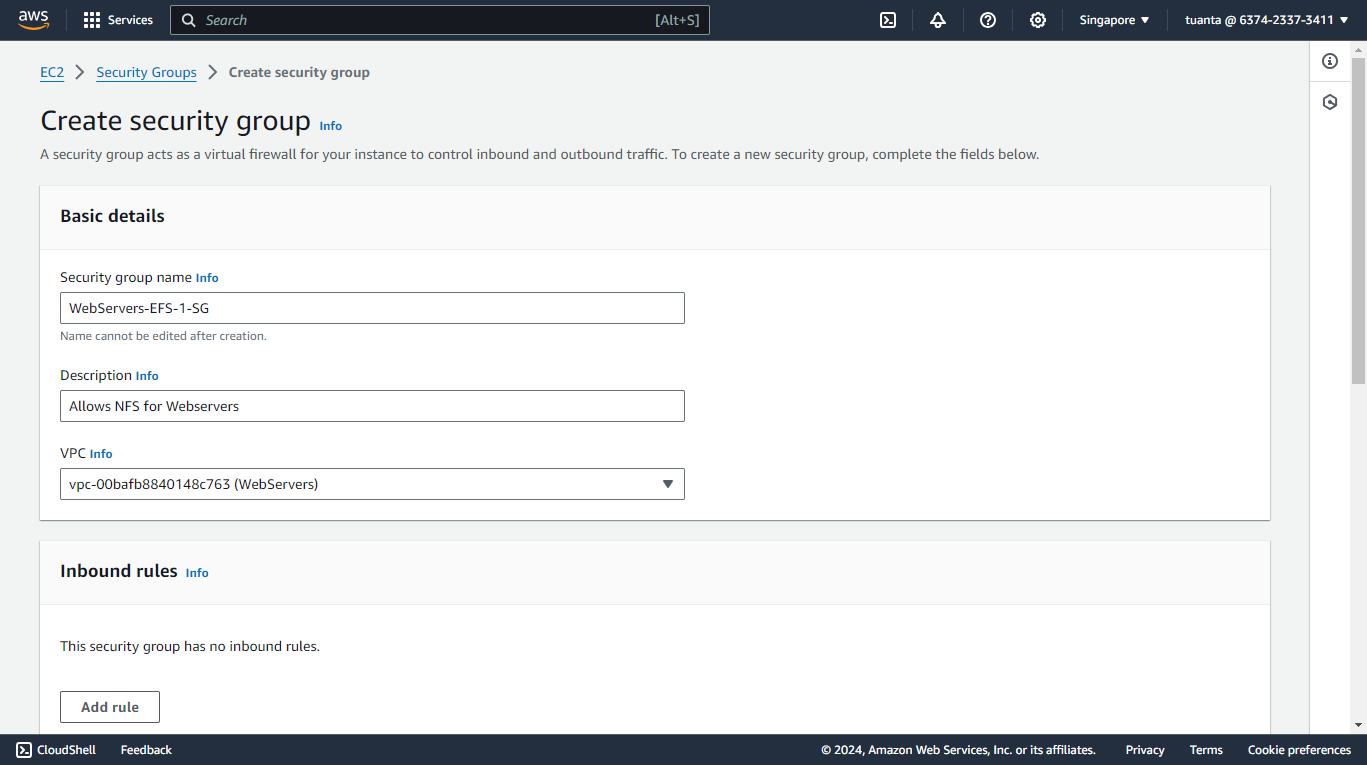 aws Services Search [Alt+S] Singapore tuanta @ 6374-2337-3411
EC2 Security Groups Create security group
Create security group Info
A security group acts as a virtual firewall for your instance to control inbound and outbound traffic. To create a new security group, complete the fields below.
Basic details
Security group name Info
WebServers-EFS-1-SG
Name cannot be edited after creation.
Description Info
Allows NFS for Webservers
VPC Info
vpc-00bafb8840148c763 (WebServers)
Inbound rules Info
This security group has no inbound rules.
Add rule
CloudShell Feedback © 2024, Amazon Web Services, Inc. or its affiliates. Privacy Terms Cookie preferences